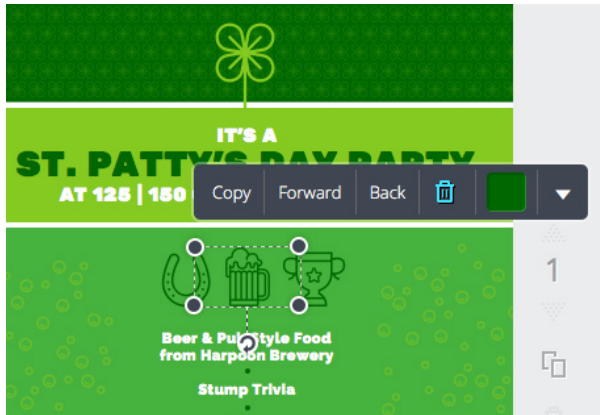 IT'S A
ST. PATTY'S DAY PARTY
AT 125 | 150
Copy Forward Back
1
Beer & Pub Style Food
from Harpoon Brewery
Stump Trivia